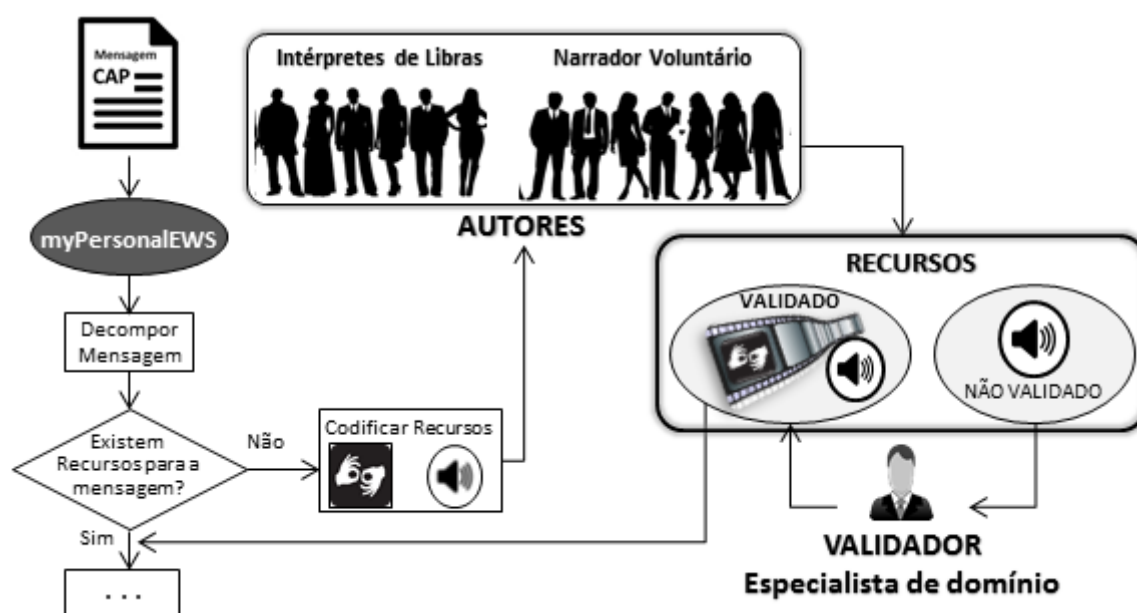 Mensagem
CAP
myPersonalEWS
Decompor
Mensagem
Existem
Recursos para a
mensagem?
Não
Sim
. . .
Codificar Recursos
Intérpretes de Libras
Narrador Voluntário
AUTORES
RECURSOS
VALIDADO
NÃO VALIDADO
VALIDADOR
Especialista de domínio